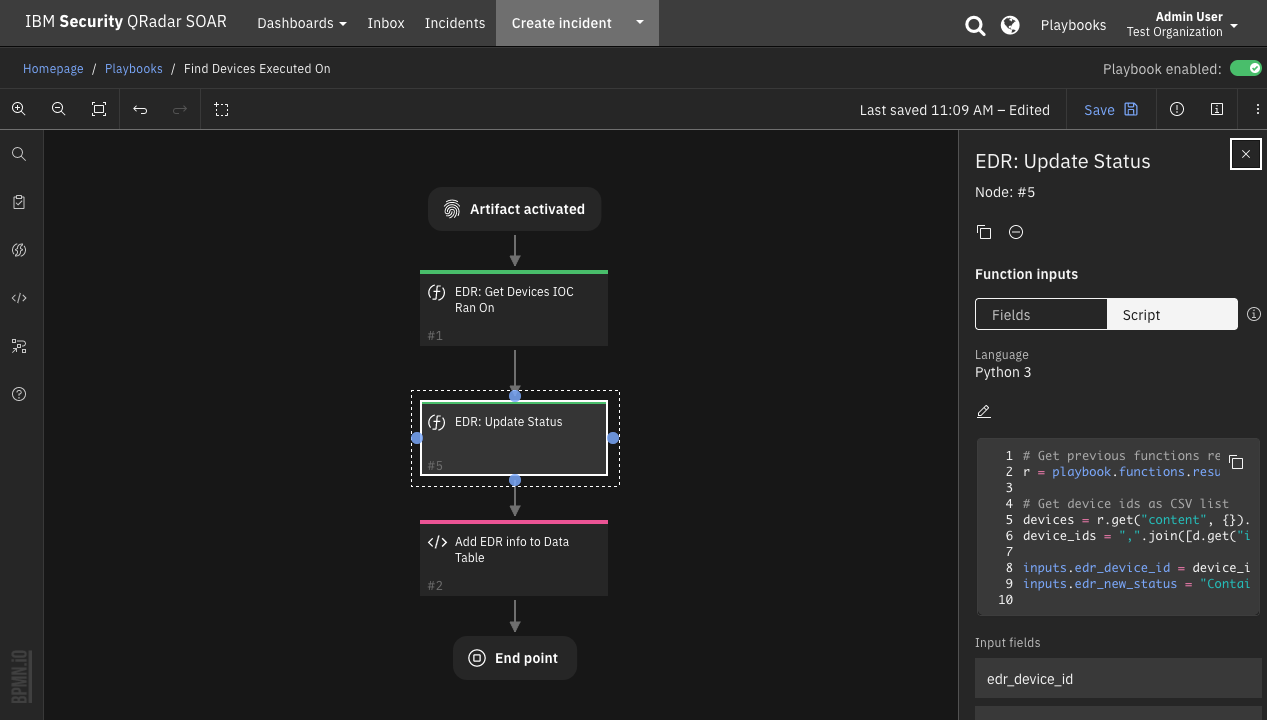 IBM Security QRadar SOAR
Dashboards
Inbox
Incidents
Create incident
Playbooks
Admin User
Test Organization
Homepage / Playbooks / Find Devices Executed On
Playbook enabled:
Last saved 11:09 AM – Edited
Save
Artifact activated
EDR: Get Devices IOC
Ran On
#1
EDR: Update Status
#5
Add EDR info to Data
Table
#2
End point
BPMN.iO
EDR: Update Status
Node: #5
Function inputs
Fields
Script
Language
Python 3
1 # Get previous functions re
2 r = playbook.functions.resu
3
4 # Get device ids as CSV list
5 devices = r.get("content", {}).
6 device_ids = ",".join([d.get("i
7
8 inputs.edr_device_id = device_i
9 inputs.edr_new_status = "Contai
10
Input fields
edr_device_id